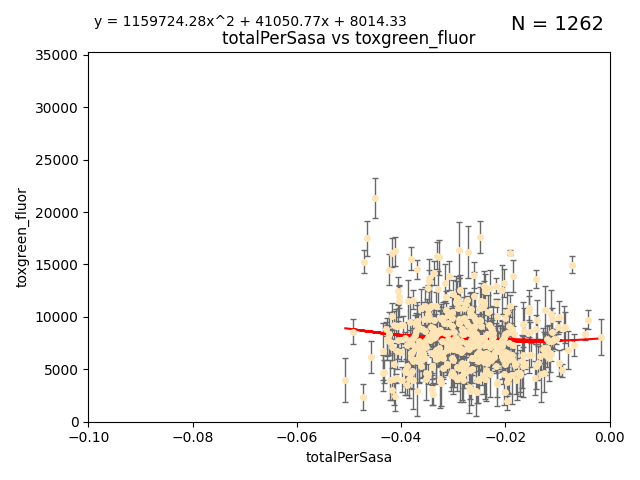 y = 1159724.28x^2 + 41050.77x + 8014.33
N = 1262
totalPerSasa vs toxgreen_fluor
35000
30000
25000
20000
15000
10000
5000
0
toxgreen_fluor
−0.10
−0.08
−0.06
−0.04
−0.02
0.00
totalPerSasa